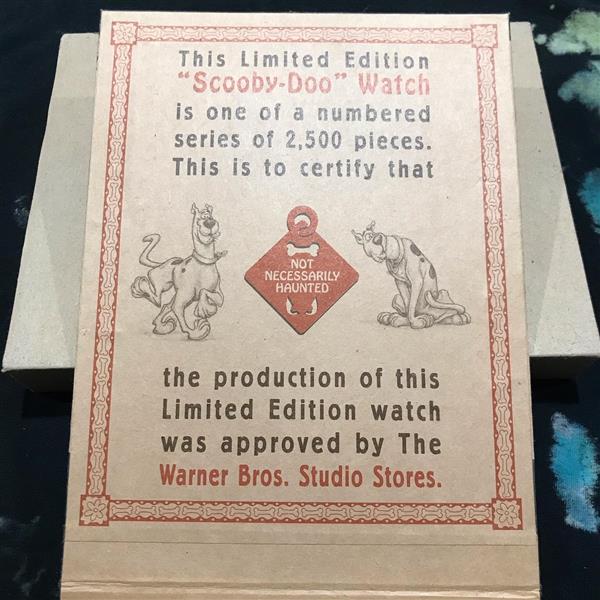 This Limited Edition
“Scooby-Doo” Watch
is one of a numbered
series of 2,500 pieces.
This is to certify that
NOT
NECESSARILY
HAUNTED
the production of this
Limited Edition watch
was approved by The
Warner Bros. Studio Stores.